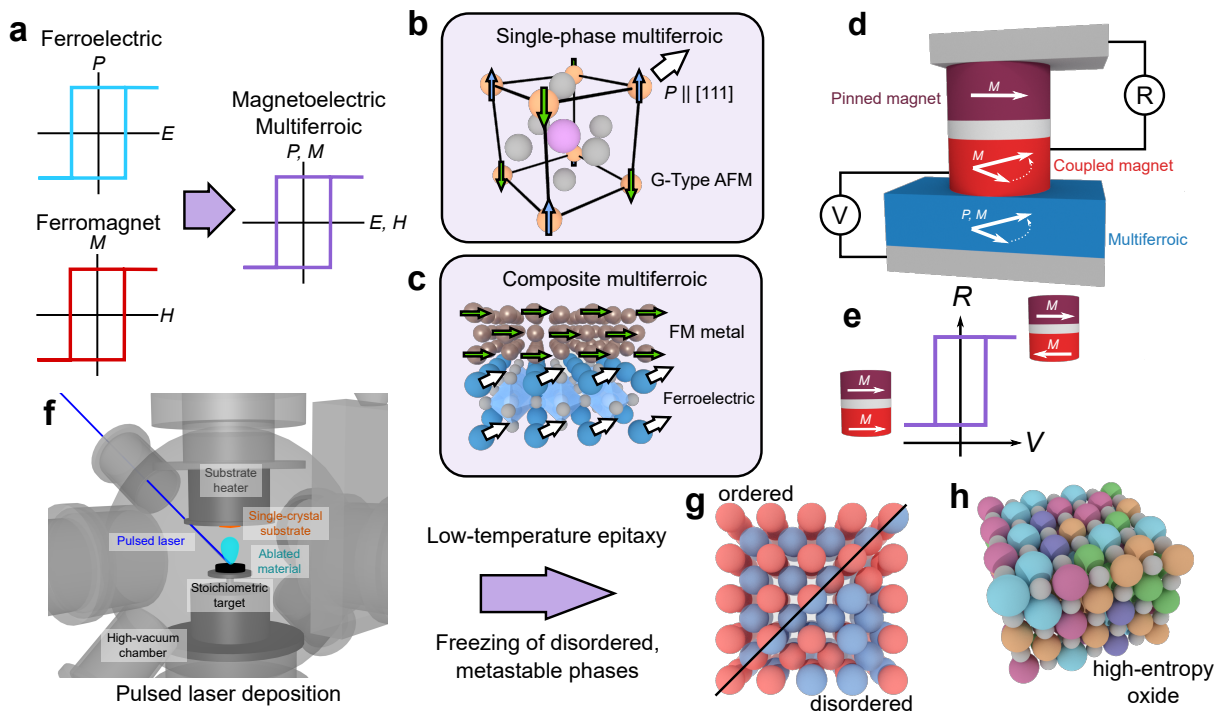 a
Ferroelectric
P
E
Ferromagnet
M
H
Magnetoelectric
Multiferroic
P, M
E, H
b
Single-phase multiferroic
P || [111]
G-Type AFM
c
Composite multiferroic
FM metal
Ferroelectric
d
Pinned magnet
M
R
M
Coupled magnet
V
P, M
Multiferroic
e
R
V
M
M
M
M
f
Substrate
heater
Single-crystal
substrate
Pulsed laser
Ablated
material
Stoichiometric
target
High-vacuum
chamber
Pulsed laser deposition
Low-temperature epitaxy
Freezing of disordered,
metastable phases
g
ordered
disordered
h
high-entropy
oxide